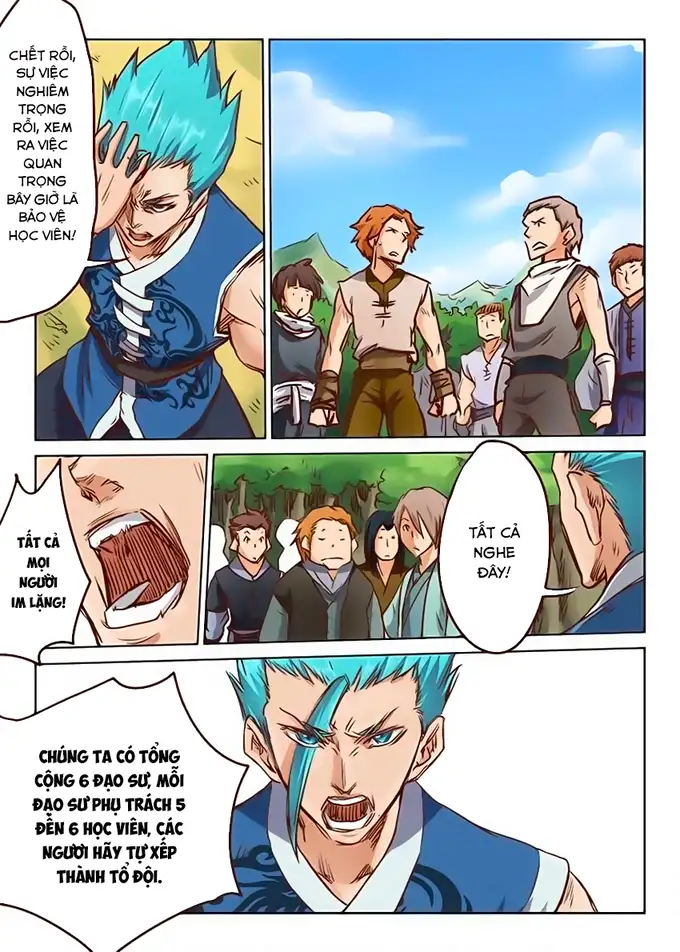 CHẾT RỒI,
SỰ VIỆC
NGHIÊM
TRỌNG
RỒI, XEM
RA VIỆC
QUAN
TRỌNG
BÂY GIỜ LÀ
BẢO VỆ
HỌC VIÊN!
TẤT CẢ
MỌI
NGƯỜI
IM LẶNG!
TẤT CẢ
NGHE
ĐÂY!
CHÚNG TA CÓ TỔNG
CỘNG 6 ĐẠO SƯ, MỖI
ĐẠO SƯ PHỤ TRÁCH 5
ĐẾN 6 HỌC VIÊN, CÁC
NGƯƠI HÃY TỰ XẾP
THÀNH TỔ ĐỘI.